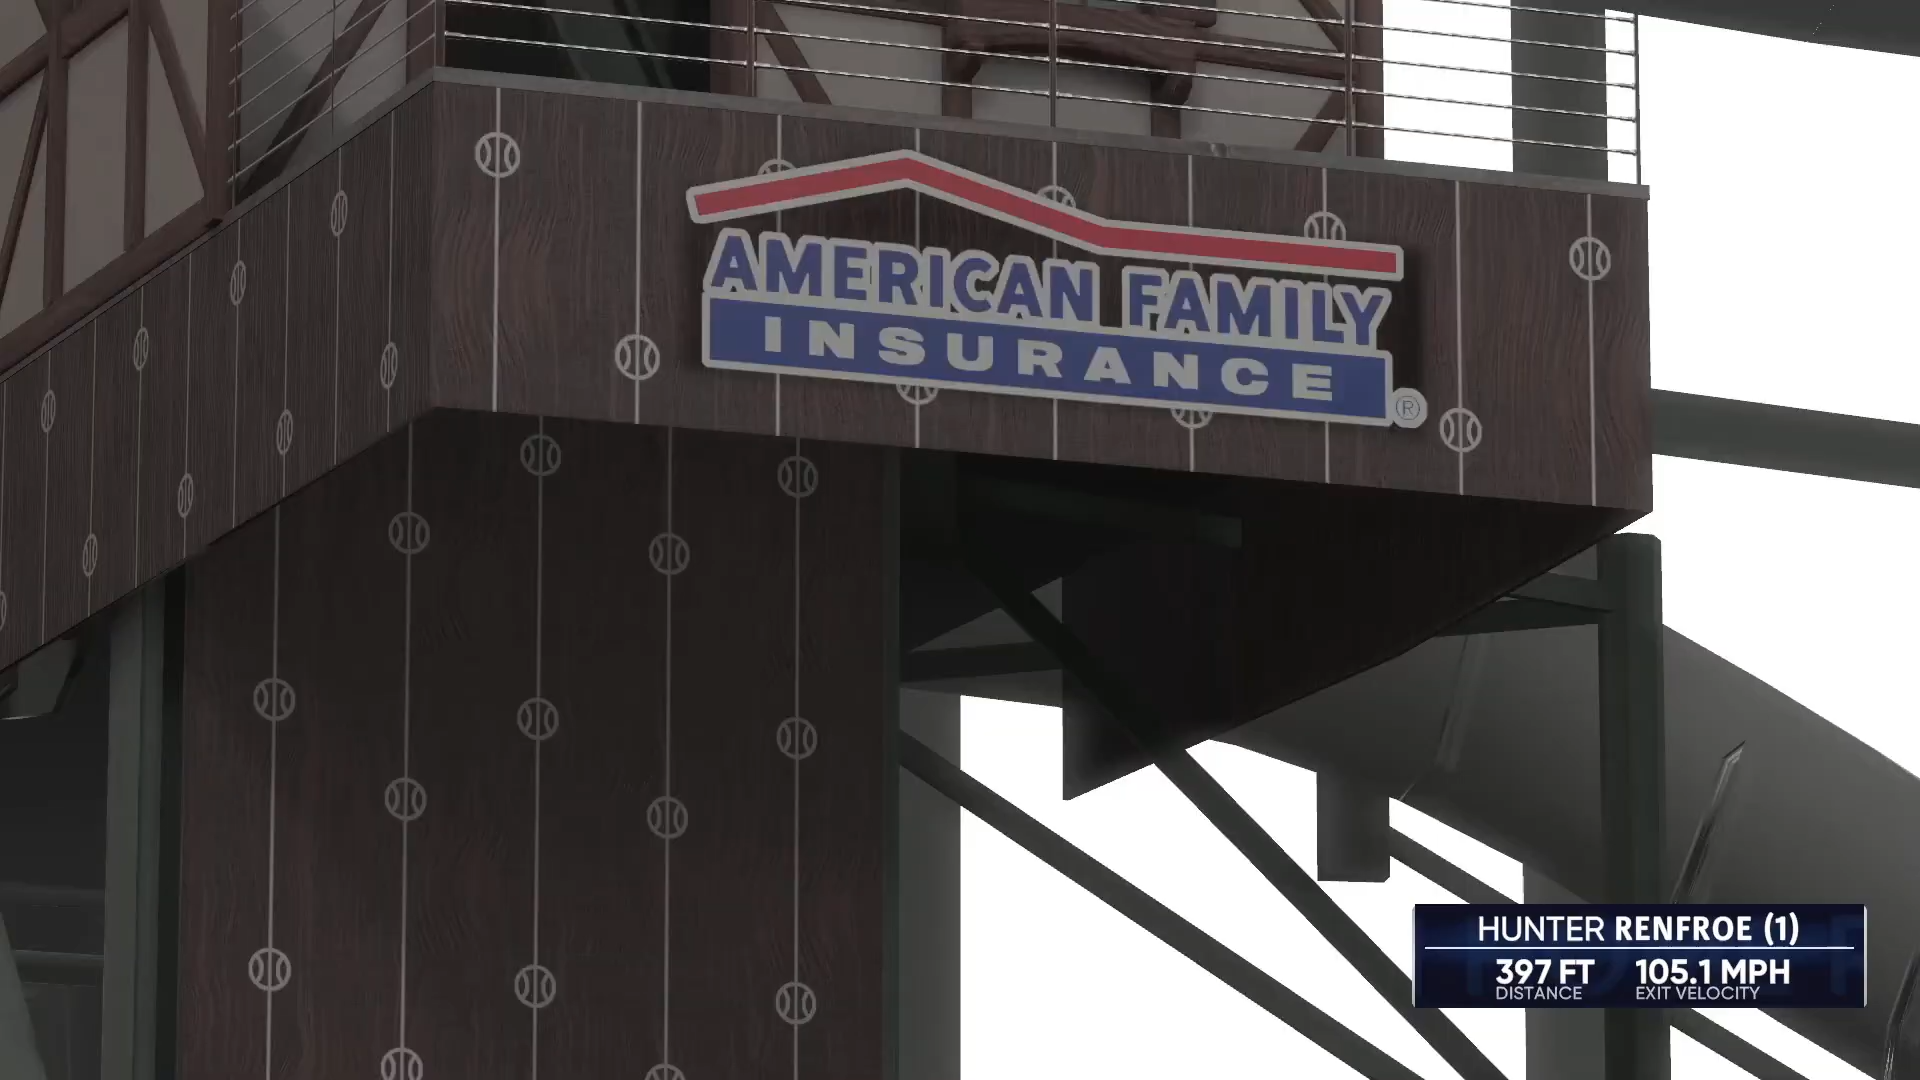 AMERICAN FAMILY
INSURANCE
®
HUNTER RENFROE (1)
397 FT 105.1 MPH
DISTANCE EXIT VELOCITY